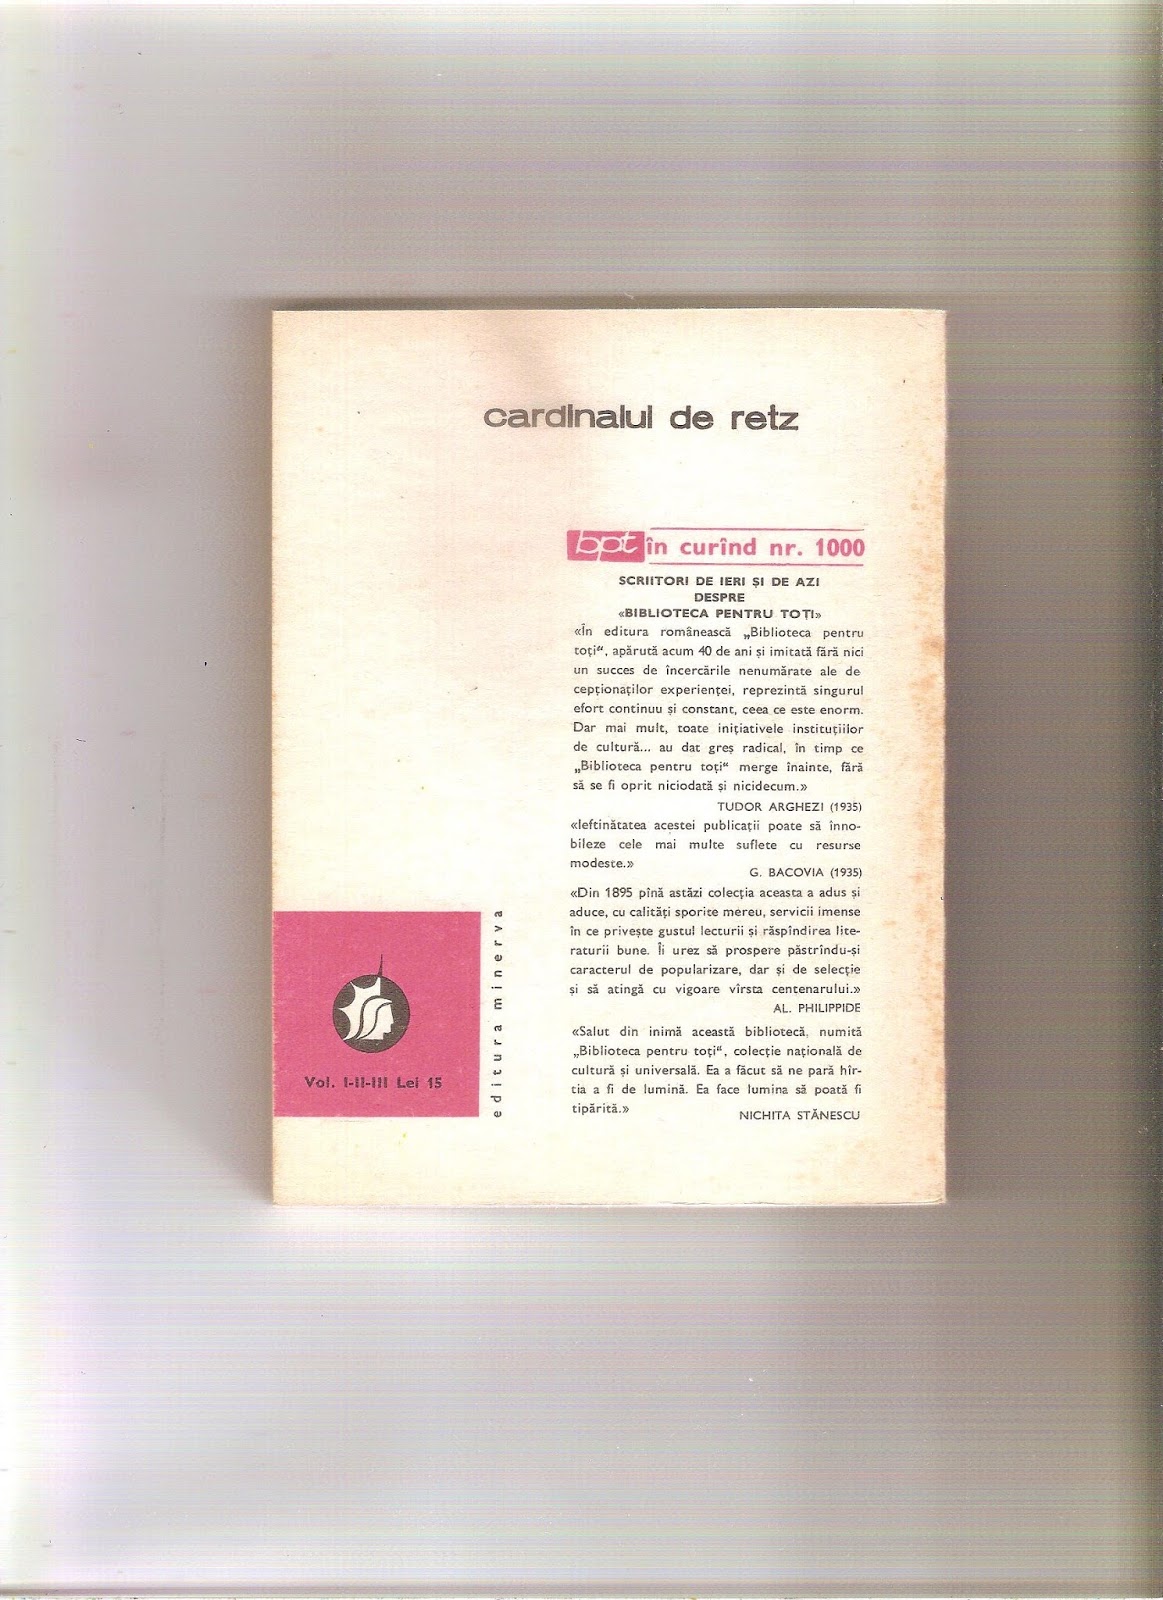 cardinalul de retz
bpt în curînd nr. 1000
SCRIITORI DE IERI ȘI DE AZI
DESPRE
«BIBLIOTECA PENTRU TOȚI»
«În editura românească „Biblioteca pentru
toți“, apărută acum 40 de ani și imitată fără nici
un succes de încercările nenumărate ale de
cepționaților experienței, reprezintă singurul
efort continuu și constant, ceea ce este enorm.
Dar mai mult, toate inițiativele instituțiilor
de cultură... au dat greș radical, în timp ce
„Biblioteca pentru toți“ merge înainte, fără
să se fi oprit niciodată și nicidecum.»
TUDOR ARGHEZI (1935)
«Ieftinătatea acestei publicații poate să înno-
bileze cele mai multe suflete cu resurse
modeste.»
G. BACOVIA (1935)
«Din 1895 pînă astăzi colecția aceasta a adus și
aduce, cu calități sporite mereu, servicii imense
în ce privește gustul lecturii și răspîndirea lite-
raturii bune. Îi urez să prospere păstrîndu-și
caracterul de popularizare, dar și de selecție
și să atingă cu vigoare vîrsta centenarului.»
AL. PHILIPPIDE
«Salut din inimă această bibliotecă, numită
„Biblioteca pentru toți“, colecție națională de
cultură și universală. Ea a făcut să ne pară hîr-
tia a fi de lumină. Ea face lumina să poată fi
tipărită.»
NICHITA STĂNESCU
editura minerva
Vol. I-II-III Lei 15